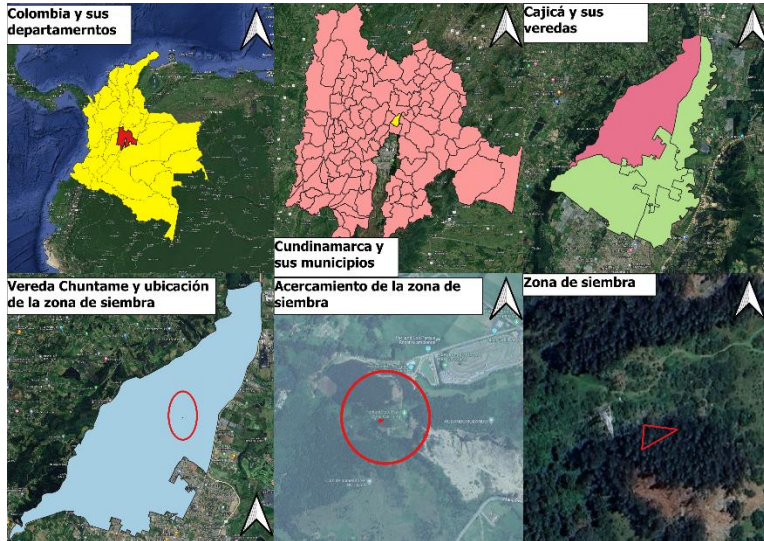 Colombia y sus
departamerntos
Cajicá y sus
veredas
Cundinamarca y
sus municipios
Vereda Chuntame y ubicación
de la zona de siembra
Acercamiento de la zona de
siembra
Zona de siembra